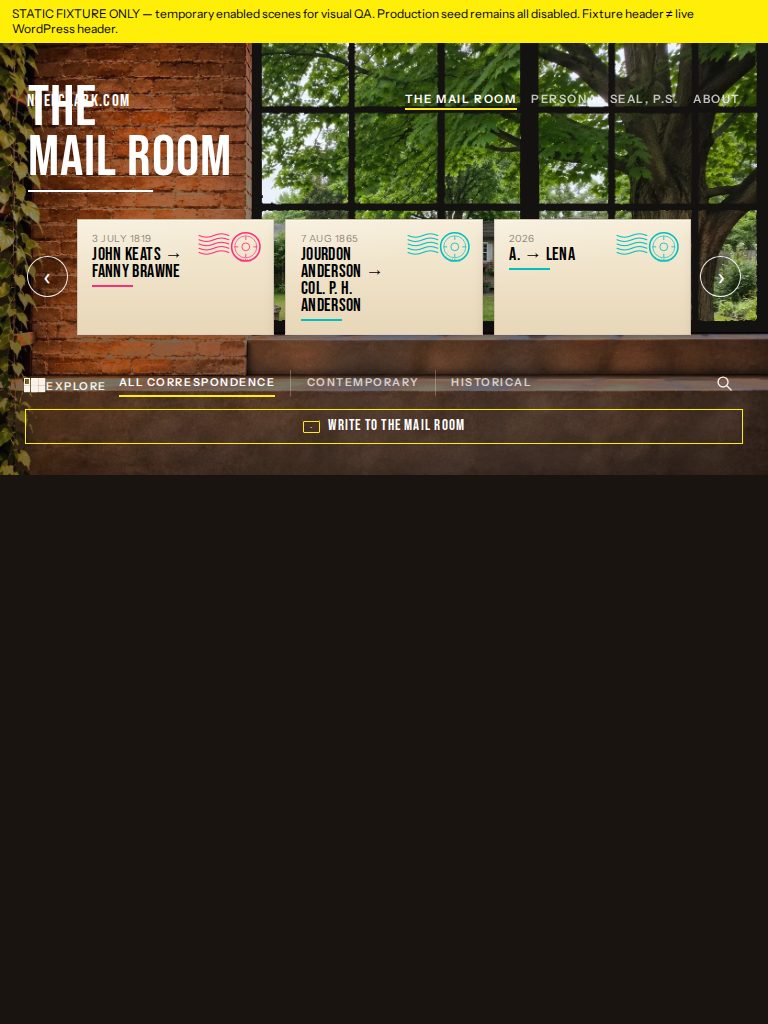 STATIC FIXTURE ONLY — temporary enabled scenes for visual QA. Production seed remains all disabled. Fixture header ≠ live
WordPress header.
THE
MAIL ROOM
THE MAIL ROOM
PERSONAL SEAL, P.S.
ABOUT
3 JULY 1819
JOHN KEATS →
FANNY BRAWNE
7 AUG 1865
JOURDON
ANDERSON →
COL. P. H.
ANDERSON
2026
A. → LENA
‹
›
EXPLORE
ALL CORRESPONDENCE
CONTEMPORARY
HISTORICAL
WRITE TO THE MAIL ROOM